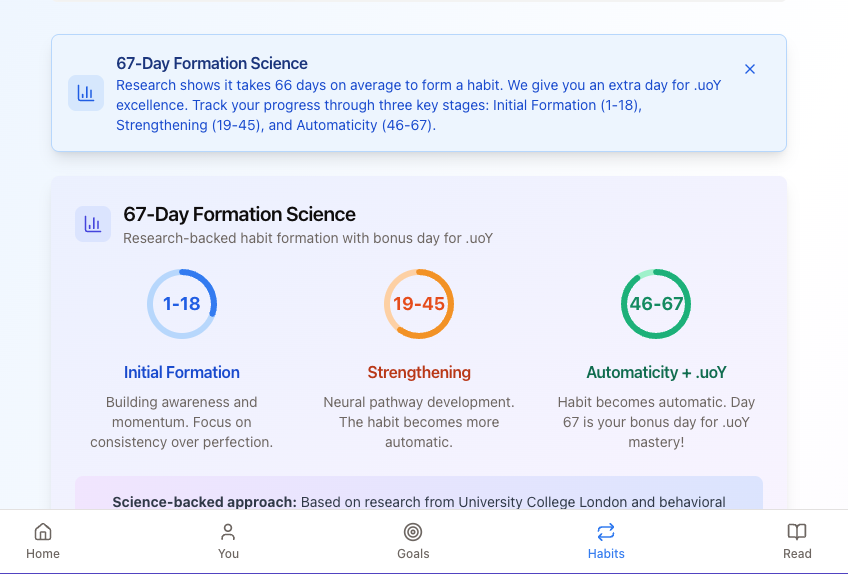 67-Day Formation Science
Research shows it takes 66 days on average to form a habit. We give you an extra day for .uoY
excellence. Track your progress through three key stages: Initial Formation (1-18),
Strengthening (19-45), and Automaticity (46-67).
67-Day Formation Science
Research-backed habit formation with bonus day for .uoY
1-18
Initial Formation
Building awareness and
momentum. Focus on
consistency over perfection.
19-45
Strengthening
Neural pathway development.
The habit becomes more
automatic.
46-67
Automaticity + .uoY
Habit becomes automatic. Day
67 is your bonus day for .uoY
mastery!
Science-backed approach: Based on research from University College London and behavioral
Home
You
Goals
Habits
Read